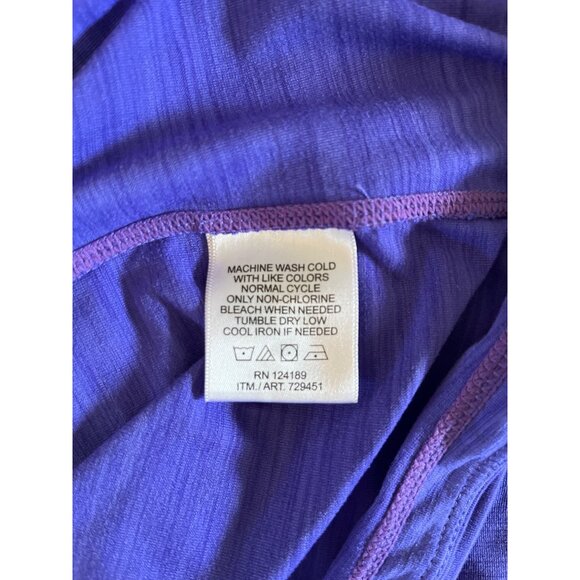 MACHINE WASH COLD
WITH LIKE COLORS
NORMAL CYCLE
ONLY NON-CHLORINE
BLEACH WHEN NEEDED
TUMBLE DRY LOW
COOL IRON IF NEEDED
RN 124189
ITM./ ART. 729451